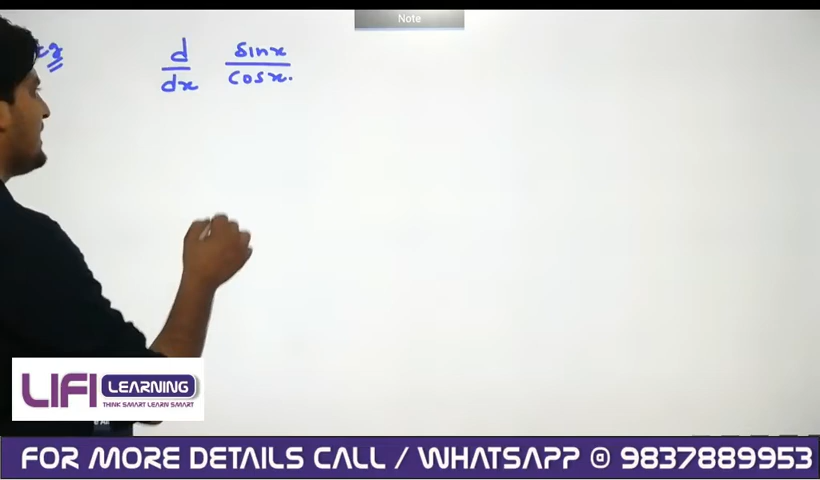 Note
d sinx
dx cosx.
LIFI LEARNING
THINK SMART LEARN SMART
FOR MORE DETAILS CALL / WHATSAPP @ 9837889953